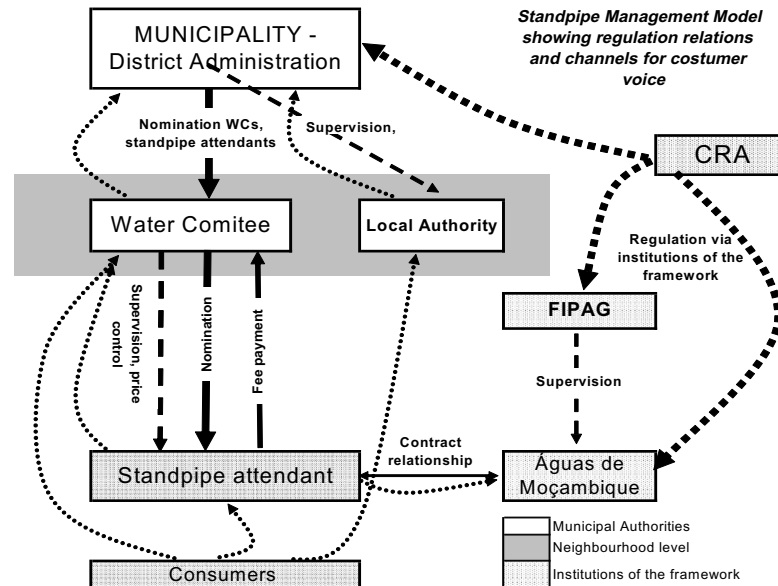 MUNICIPALITY -
District Administration
Standpipe Management Model
showing regulation relations
and channels for costumer
voice
Nomination WCs,
standpipe attendants
Supervision,
CRA
Water Comitee
Local Authority
Regulation via
institutions of the
framework
FIPAG
Supervision, price
control
Nomination
Fee payment
Supervision
Contract
relationship
Standpipe attendant
Águas de
Moçambique
Consumers
Municipal Authorities
Neighbourhood level
Institutions of the framework